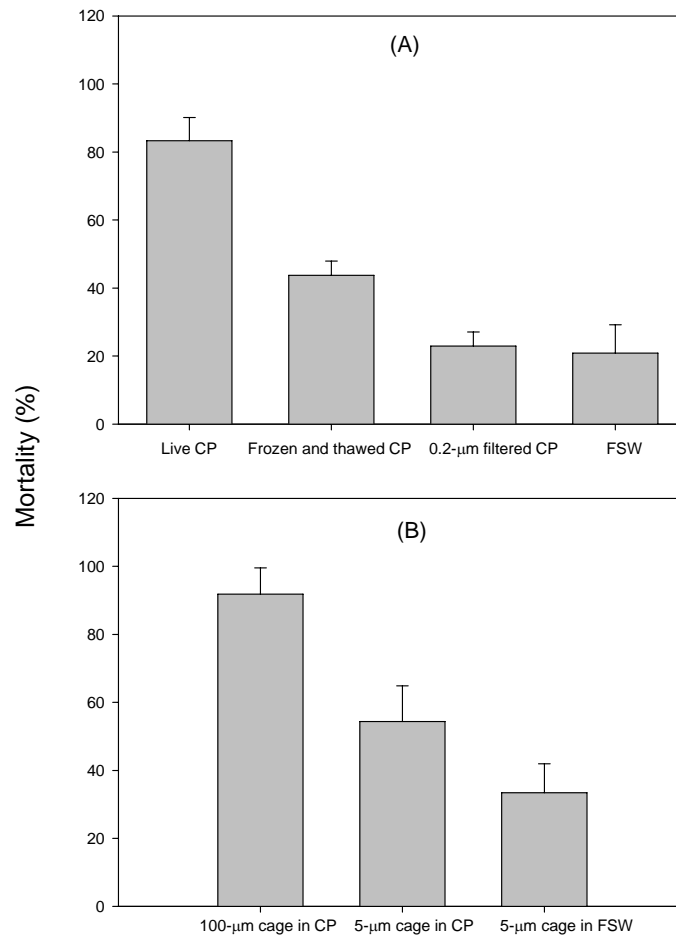 120
(A)
100
80
60
40
20
0
Live CP Frozen and thawed CP 0.2-μm filtered CP FSW
Mortality (%)
120
(B)
100
80
60
40
20
0
100-μm cage in CP 5-μm cage in CP 5-μm cage in FSW